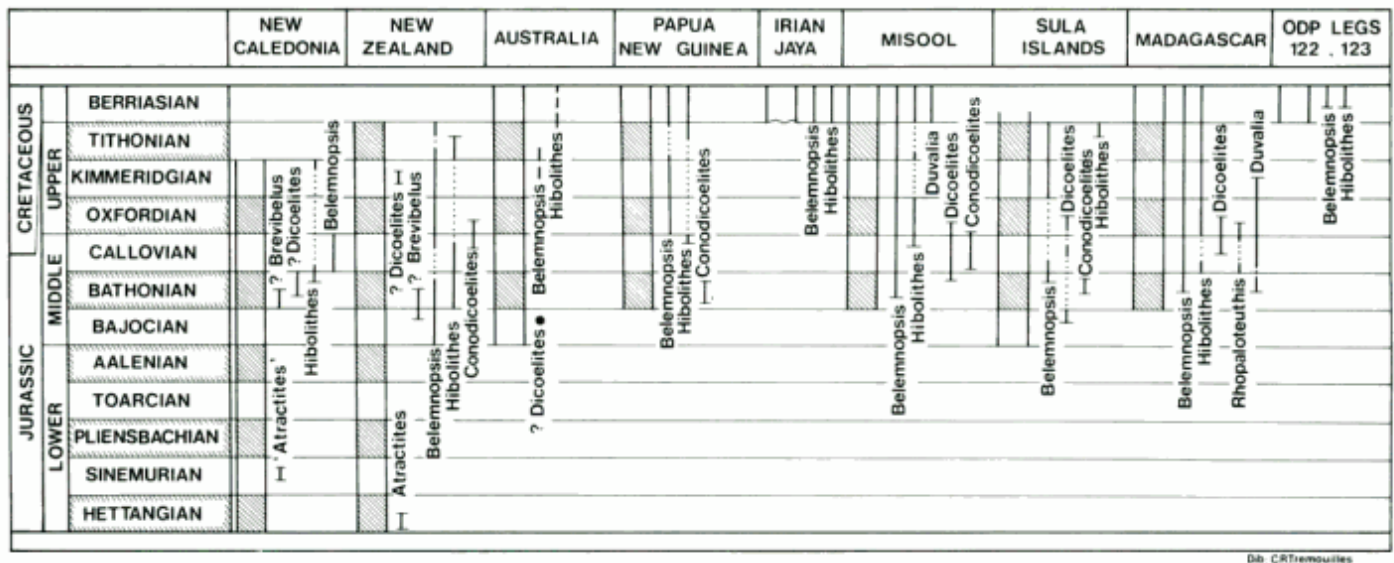 NEW CALEDONIA
NEW ZEALAND
AUSTRALIA
PAPUA NEW GUINEA
IRIAN JAYA
MISOOL
SULA ISLANDS
MADAGASCAR
ODP LEGS 122 . 123
CRETACEOUS
JURASSIC
UPPER
MIDDLE
LOWER
BERRIASIAN
TITHONIAN
KIMMERIDGIAN
OXFORDIAN
CALLOVIAN
BATHONIAN
BAJOCIAN
AALENIAN
TOARCIAN
PLIENSBACHIAN
SINEMURIAN
HETTANGIAN
'Atractites'
? Brevibelus
? Dicoelites
Hibolithes
Belemnopsis
Atractites
? Dicoelites
? Brevibelus
Belemnopsis
Hibolithes
Conodicoelites
? Dicoelites
Belemnopsis
Hibolithes
Belemnopsis
Hibolithes
Conodicoelites
Belemnopsis
Hibolithes
Belemnopsis
Hibolithes
Duvalia
Dicoelites
Conodicoelites
Belemnopsis
Dicoelites
Conodicoelites
Hibolithes
Belemnopsis
Hibolithes
Dicoelites
Rhopaloteuthis
Duvalia
Belemnopsis
Hibolithes
Dib CRTremouilles